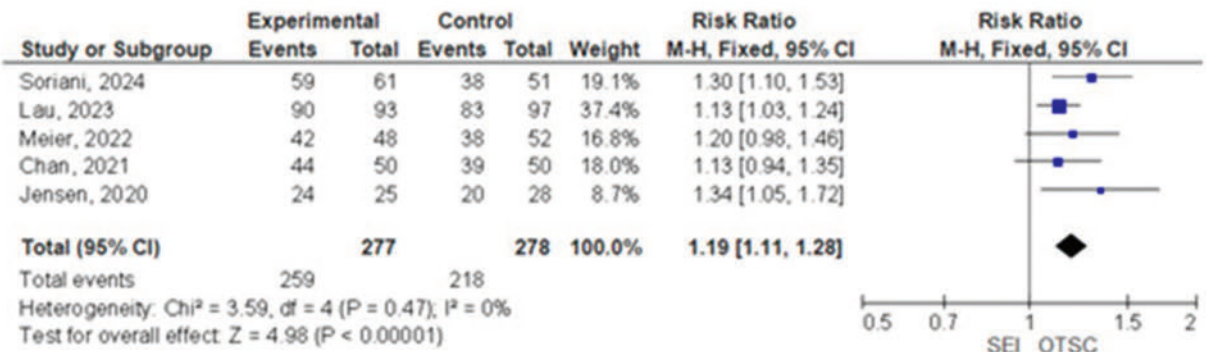 Experimental Control Risk Ratio Risk Ratio
Study or Subgroup Events Total Events Total Weight M-H, Fixed, 95% CI M-H, Fixed, 95% CI
Soriani, 2024 59 61 38 51 19.1% 1.30 [1.10, 1.53]
Lau, 2023 90 93 83 97 37.4% 1.13 [1.03, 1.24]
Meier, 2022 42 48 38 52 16.8% 1.20 [0.98, 1.46]
Chan, 2021 44 50 39 50 18.0% 1.13 [0.94, 1.35]
Jensen, 2020 24 25 20 28 8.7% 1.34 [1.05, 1.72]
Total (95% CI) 277 278 100.0% 1.19 [1.11, 1.28]
Total events 259 218
Heterogeneity: Chi² = 3.59, df = 4 (P = 0.47); I² = 0%
Test for overall effect: Z = 4.98 (P < 0.00001)
0.5 0.7 1 1.5 2
SEI OTSC